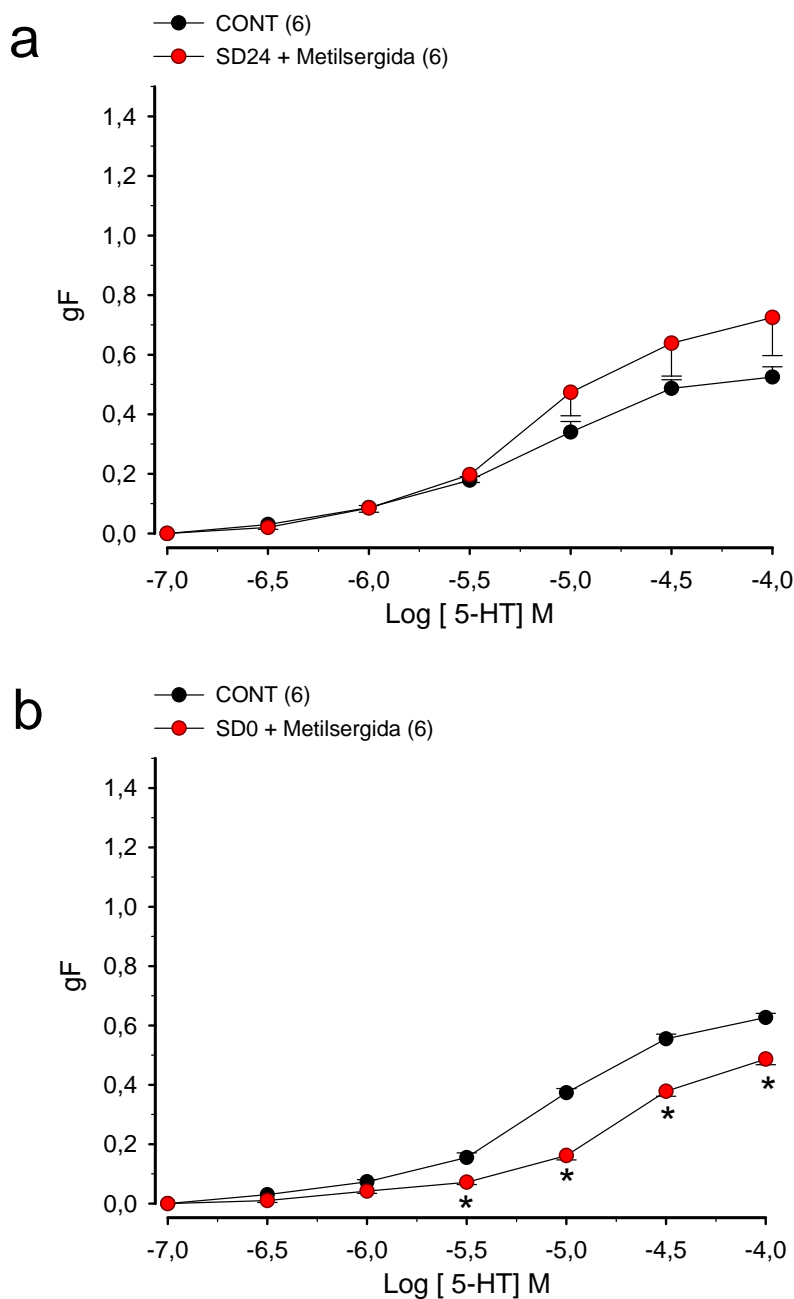 a
CONT (6)
SD24 + Metilsergida (6)
1,4
1,2
1,0
0,8
0,6
0,4
0,2
0,0
gF
-7,0 -6,5 -6,0 -5,5 -5,0 -4,5 -4,0
Log [ 5-HT] M
b
CONT (6)
SD0 + Metilsergida (6)
1,4
1,2
1,0
0,8
0,6
0,4
0,2
0,0
gF
* * * *
-7,0 -6,5 -6,0 -5,5 -5,0 -4,5 -4,0
Log [ 5-HT] M